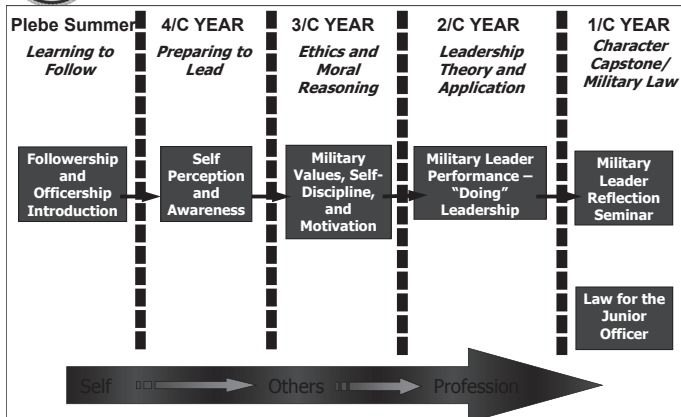 Plebe Summer
Learning to
Follow
4/C YEAR
Preparing to
Lead
3/C YEAR
Ethics and
Moral
Reasoning
2/C YEAR
Leadership
Theory and
Application
1/C YEAR
Character
Capstone/
Military Law
Followership
and
Officership
Introduction
Self
Perception
and
Awareness
Military
Values, Self-
Discipline,
and
Motivation
Military Leader
Performance –
“Doing”
Leadership
Military
Leader
Reflection
Seminar
Law for the
Junior
Officer
Self
Others
Profession